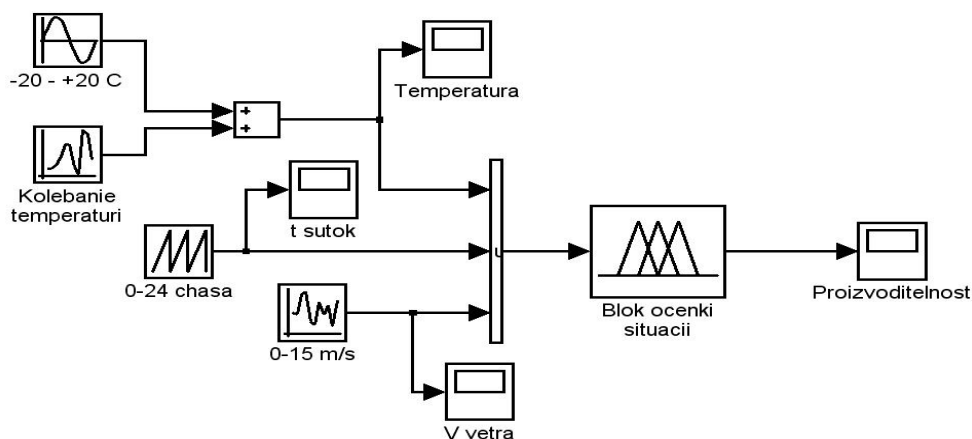 -20 - +20 C
Temperatura
+
+
Kolebanie
temperaturi
t sutok
0-24 chasa
0-15 m/s
V vetra
Blok ocenki
situacii
Proizvoditelnost